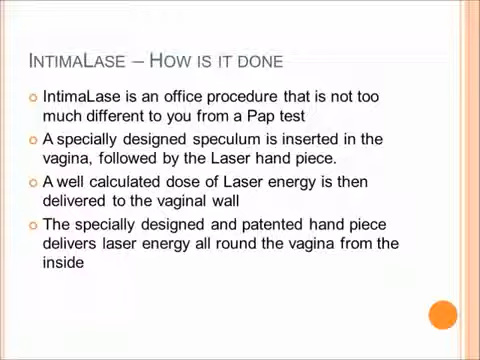 INTIMALASE – HOW IS IT DONE
IntimaLase is an office procedure that is not too
much different to you from a Pap test
A specially designed speculum is inserted in the
vagina, followed by the Laser hand piece.
A well calculated dose of Laser energy is then
delivered to the vaginal wall
The specially designed and patented hand piece
delivers laser energy all round the vagina from the
inside